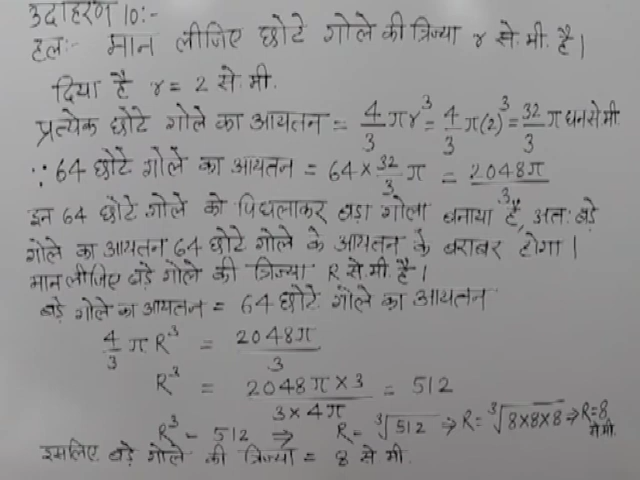 उदाहरण 10:-
हल:- मान लीजिए छोटे गोले की त्रिज्या r से.मी. है।
दिया है r = 2 से.मी.
प्रत्येक छोटे गोले का आयतन = 4/3 πr³ = 4/3 π(2)³ = 32/3 π घन सेमी.
∵ 64 छोटे गोले का आयतन = 64 × 32/3 π = 2048π/3
इन 64 छोटे गोले को पिघलाकर बड़ा गोला बनाया है, अतः बड़े
गोले का आयतन 64 छोटे गोले के आयतन के बराबर होगा।
मान लीजिए बड़े गोले की त्रिज्या R से.मी. है।
बड़े गोले का आयतन = 64 छोटे गोले का आयतन
4/3 π R³ = 2048π/3
R³ = 2048π × 3/3 × 4π = 512
R³ = 512 ⇒ R = ∛512 ⇒ R = ∛8×8×8 ⇒ R = 8 से.मी.
इसलिए बड़े गोले की त्रिज्या = 8 से.मी.